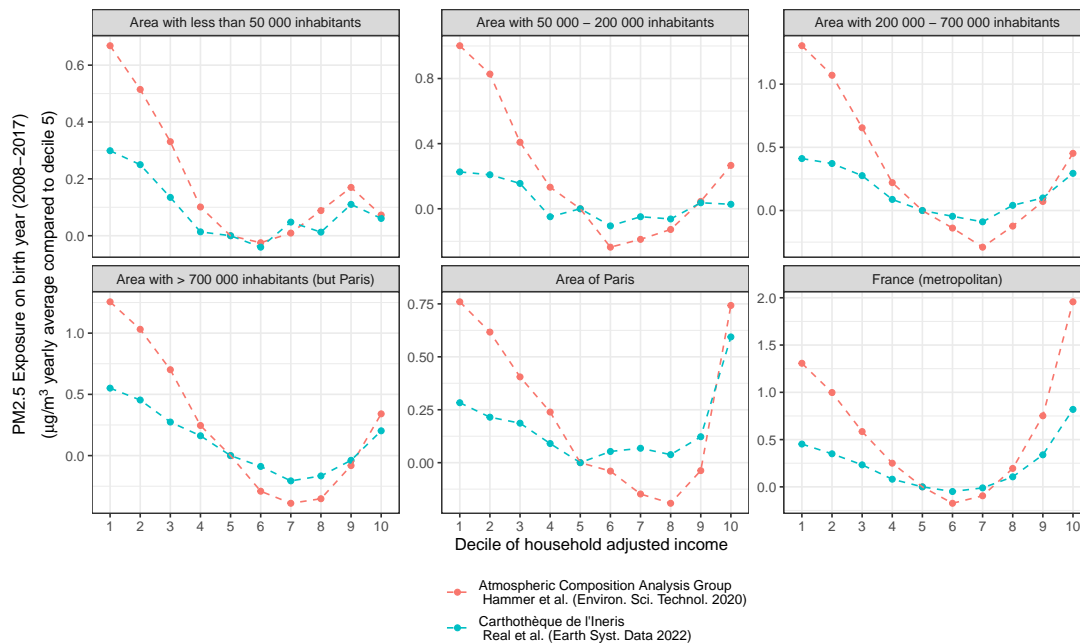 Area with less than 50 000 inhabitants
Area with 50 000 – 200 000 inhabitants
Area with 200 000 – 700 000 inhabitants
0.6
0.4
0.2
0.0
0.8
0.4
0.0
1.0
0.5
0.0
PM2.5 Exposure on birth year (2008–2017)
(μg/m³ yearly average compared to decile 5)
Area with > 700 000 inhabitants (but Paris)
Area of Paris
France (metropolitan)
1.0
0.5
0.0
0.75
0.50
0.25
0.00
2.0
1.5
1.0
0.5
0.0
1 2 3 4 5 6 7 8 9 10
1 2 3 4 5 6 7 8 9 10
1 2 3 4 5 6 7 8 9 10
Decile of household adjusted income
Atmospheric Composition Analysis Group
Hammer et al. (Environ. Sci. Technol. 2020)
Carthothèque de l'Ineris
Real et al. (Earth Syst. Data 2022)